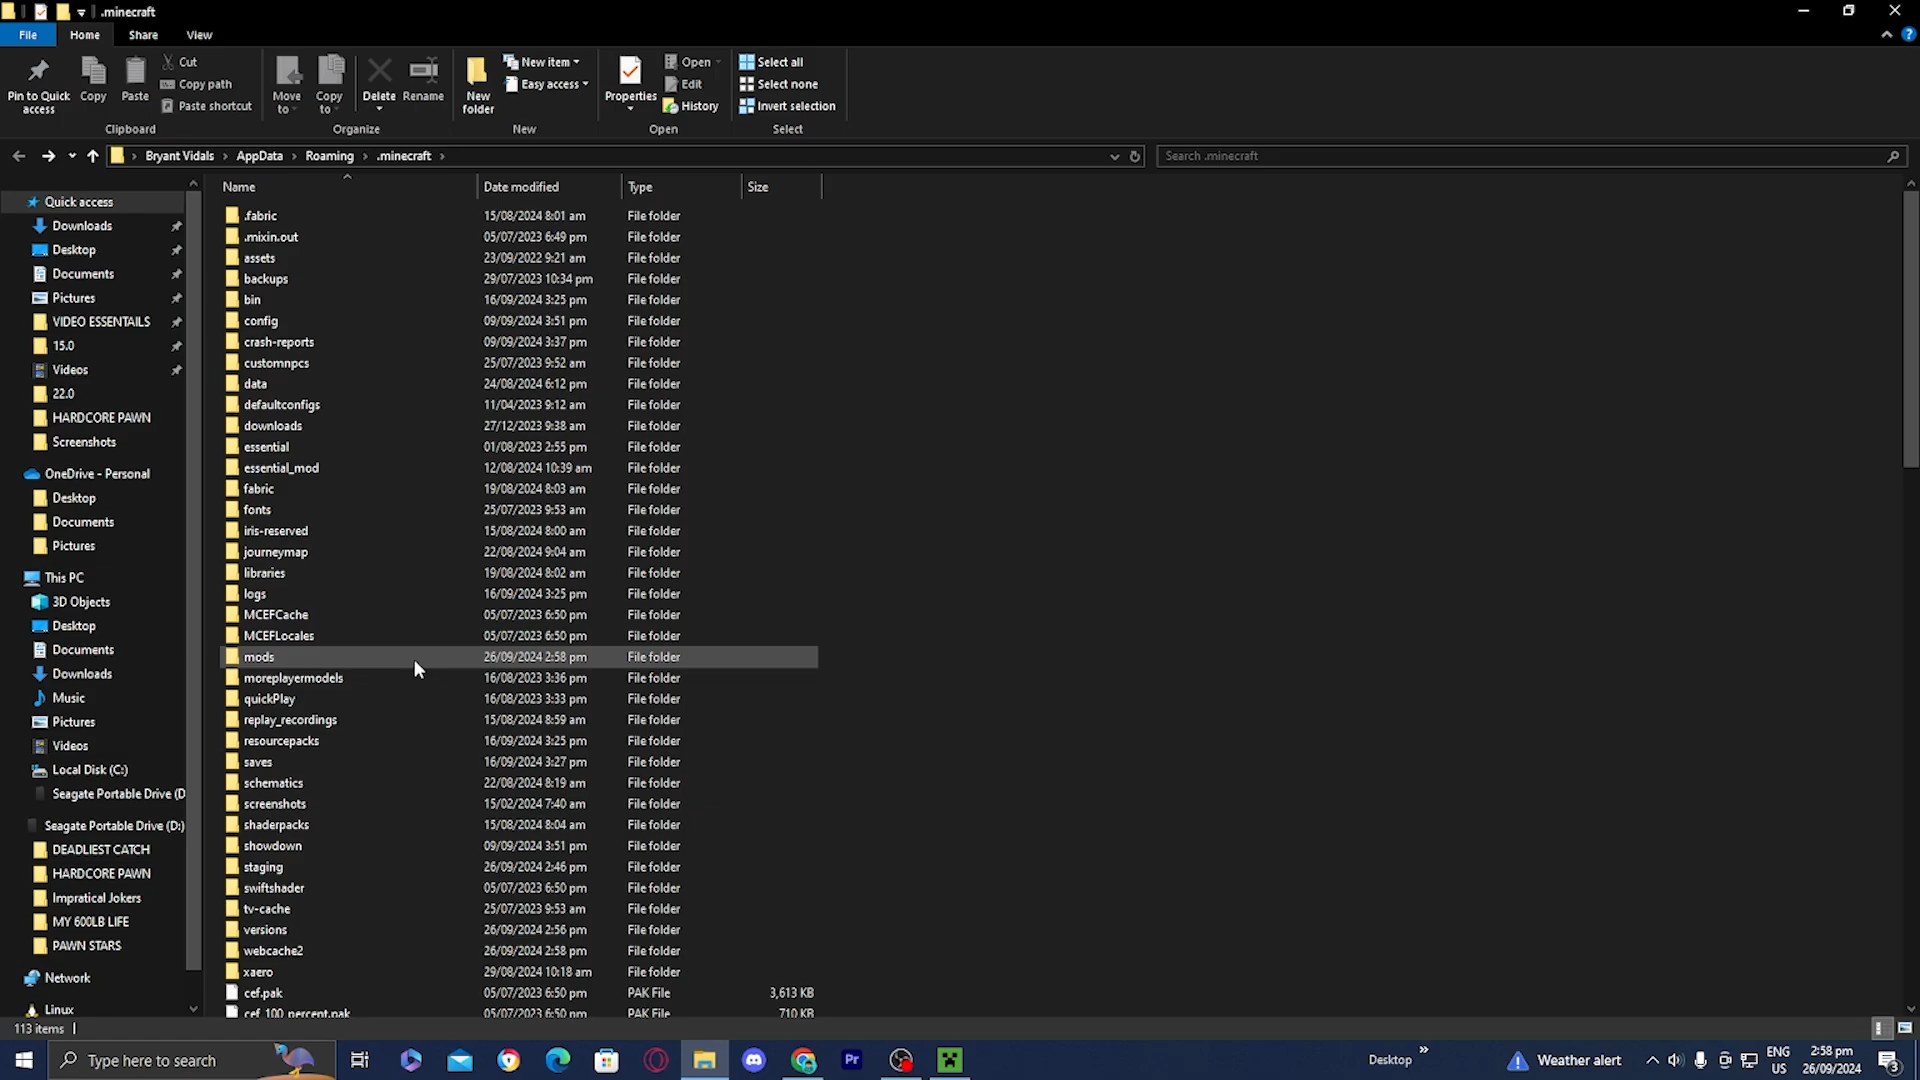 .minecraft
File Home Share View
Pin to Quick access
Copy
Paste
Cut
Copy path
Paste shortcut
Clipboard
Move to
Copy to
Delete
Rename
Organize
New folder
New item
Easy access
New
Properties
Open
Edit
History
Open
Select all
Select none
Invert selection
Select
Bryant Vidals > AppData > Roaming > .minecraft >
Search .minecraft
Quick access
Downloads
Desktop
Documents
Pictures
VIDEO ESSENTAILS
15.0
Videos
22.0
HARDCORE PAWN
Screenshots
OneDrive - Personal
Desktop
Documents
Pictures
This PC
3D Objects
Desktop
Documents
Downloads
Music
Pictures
Videos
Local Disk (C:)
Seagate Portable Drive (D
Seagate Portable Drive (D:)
DEADLIEST CATCH
HARDCORE PAWN
Impratical Jokers
MY 600LB LIFE
PAWN STARS
Network
Linux
Name Date modified Type Size
.fabric 15/08/2024 8:01 am File folder
.mixin.out 05/07/2023 6:49 pm File folder
assets 23/09/2022 9:21 am File folder
backups 29/07/2023 10:34 pm File folder
bin 16/09/2024 3:25 pm File folder
config 09/09/2024 3:51 pm File folder
crash-reports 09/09/2024 3:37 pm File folder
customnpcs 25/07/2023 9:52 am File folder
data 24/08/2024 6:12 pm File folder
defaultconfigs 11/04/2023 9:12 am File folder
downloads 27/12/2023 9:38 am File folder
essential 01/08/2023 2:55 pm File folder
essential_mod 12/08/2024 10:39 am File folder
fabric 19/08/2024 8:03 am File folder
fonts 25/07/2023 9:53 am File folder
iris-reserved 15/08/2024 8:00 am File folder
journeymap 22/08/2024 9:04 am File folder
libraries 19/08/2024 8:02 am File folder
logs 16/09/2024 3:25 pm File folder
MCEFCache 05/07/2023 6:50 pm File folder
MCEFLocales 05/07/2023 6:50 pm File folder
mods 26/09/2024 2:58 pm File folder
moreplayermodels 16/08/2023 3:36 pm File folder
quickPlay 16/08/2023 3:33 pm File folder
replay_recordings 15/08/2024 8:59 am File folder
resourcepacks 16/09/2024 3:25 pm File folder
saves 16/09/2024 3:27 pm File folder
schematics 22/08/2024 8:19 am File folder
screenshots 15/02/2024 7:40 am File folder
shaderpacks 15/08/2024 8:04 am File folder
showdown 09/09/2024 3:51 pm File folder
staging 26/09/2024 2:46 pm File folder
swiftshader 05/07/2023 6:50 pm File folder
tv-cache 25/07/2023 9:53 am File folder
versions 26/09/2024 2:56 pm File folder
webcache2 26/09/2024 2:58 pm File folder
xaero 29/08/2024 10:18 am File folder
cef.pak 05/07/2023 6:50 pm PAK File 3,613 KB
cef_100_percent.pak 05/07/2023 6:50 pm PAK File 710 KB
113 items
Type here to search
Pr
Desktop
Weather alert
ENG
US
2:58 pm
26/09/2024
3